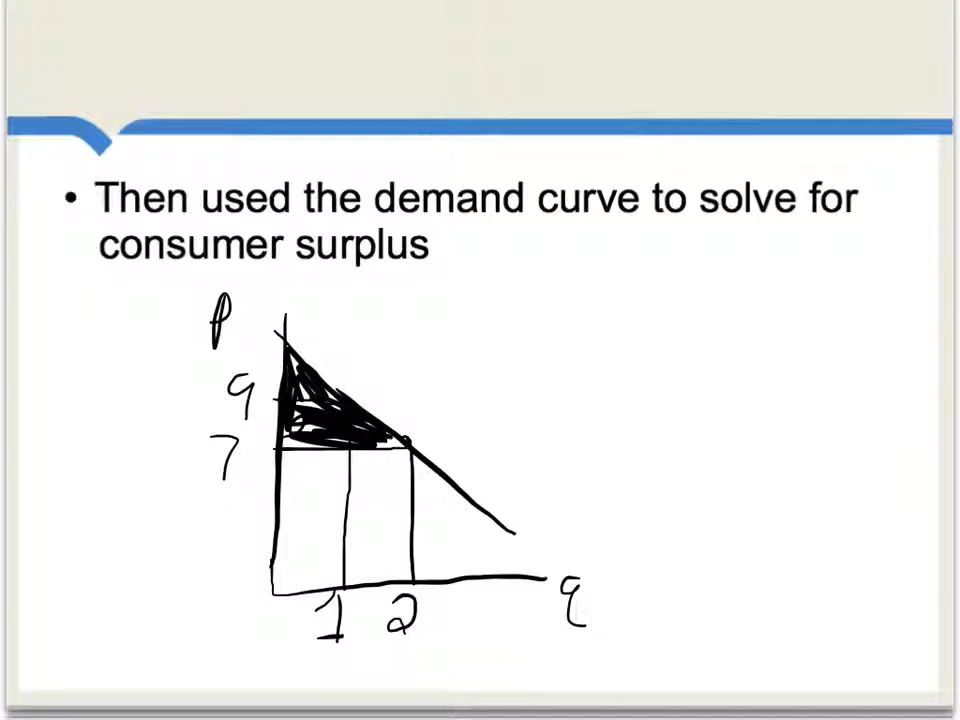 • Then used the demand curve to solve for
consumer surplus
P
9
7
1 2
q